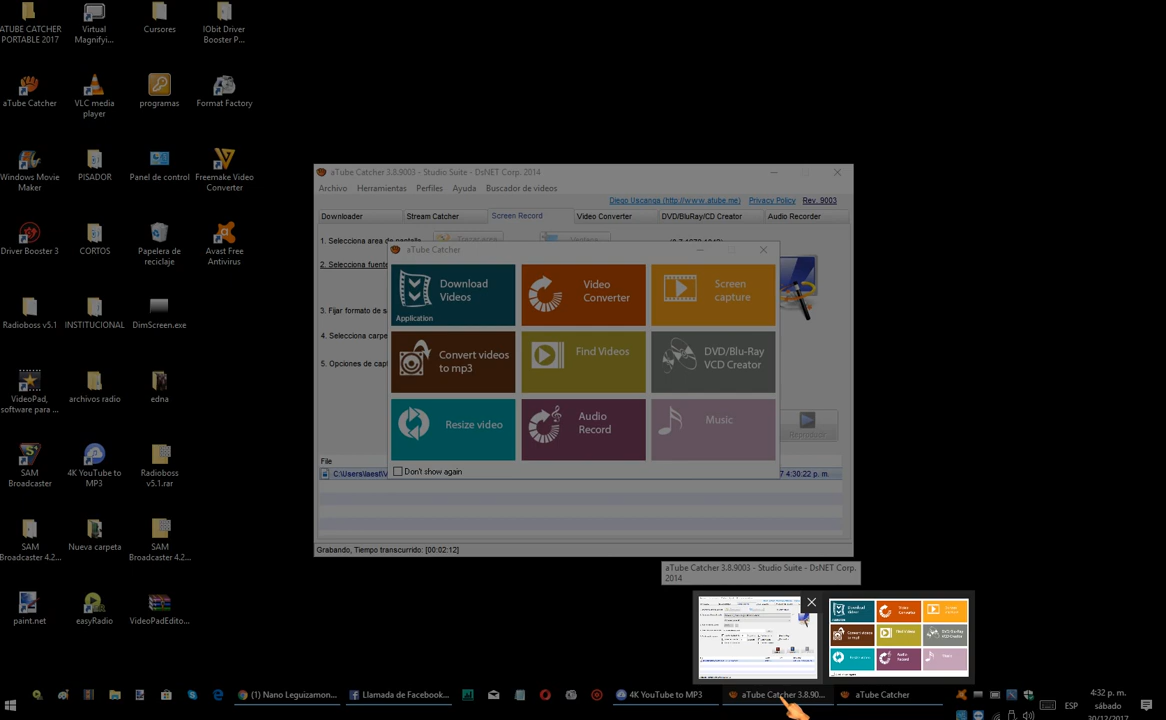 ATUBE CATCHER
PORTABLE 2017
Virtual
Magnifyi...
Cursores
IObit Driver
Booster P...
aTube Catcher
VLC media
player
programas
Format Factory
Windows Movie
Maker
PISADOR
Panel de control
Freemake Video
Converter
Driver Booster 3
CORTOS
Papelera de
reciclaje
Avast Free
Antivirus
Radioboss v5.1
INSTITUCIONAL
DimScreen.exe
VideoPad,
software para ...
archivos radio
edna
SAM
Broadcaster
4K YouTube to
MP3
Radioboss
v5.1.rar
SAM
Broadcaster 4.2...
Nueva carpeta
SAM
Broadcaster 4.2...
paint.net
easyRadio
VideoPadEdito...
aTube Catcher 3.8.9003 - Studio Suite - DsNET Corp. 2014
Archivo Herramientas Perfiles Ayuda Buscador de videos
Diego Uscanga (http://www.atube.me) Privacy Policy Rev. 9003
Downloader Stream Catcher Screen Record Video Converter DVD/BluRay/CD Creator Audio Recorder
1. Selecciona area de pantalla
2. Selecciona fuente
3. Fijar formato de s
4. Selecciona carpe
5. Opciones de capt
aTube Catcher
Download
Videos
Application
Video
Converter
Screen
capture
Convert videos
to mp3
Find Videos
DVD/Blu-Ray
VCD Creator
Resize video
Audio
Record
Music
Don't show again
Reproducir
File
C:\Users\laest\V
7 4:30:22 p. m.
Grabando, Tiempo transcurrido: [00:02:12]
aTube Catcher 3.8.9003 - Studio Suite - DsNET Corp.
2014
(1) Nano Leguizamon...
Llamada de Facebook...
4K YouTube to MP3
aTube Catcher 3.8.90...
aTube Catcher
ESP
4:32 p. m.
sábado
30/12/2017